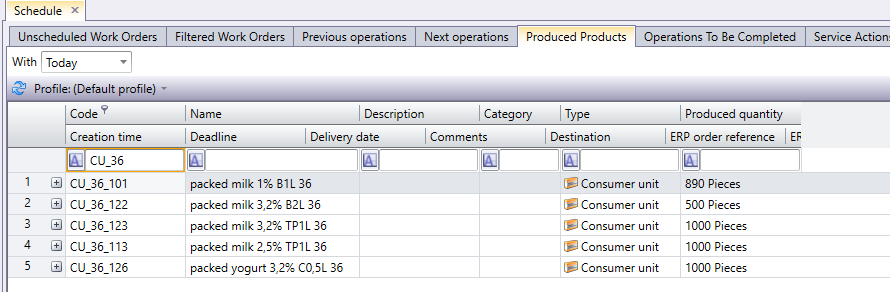 Schedule ×
Unscheduled Work Orders Filtered Work Orders Previous operations Next operations Produced Products Operations To Be Completed Service Actions
With Today
Profile: (Default profile)
Code Name Description Category Type Produced quantity
Creation time Deadline Delivery date Comments Destination ERP order reference ER
A CU_36 A A A A A
1 CU_36_101 packed milk 1% B1L 36 Consumer unit 890 Pieces
2 CU_36_122 packed milk 3,2% B2L 36 Consumer unit 500 Pieces
3 CU_36_123 packed milk 3,2% TP1L 36 Consumer unit 1000 Pieces
4 CU_36_113 packed milk 2,5% TP1L 36 Consumer unit 1000 Pieces
5 CU_36_126 packed yogurt 3,2% C0,5L 36 Consumer unit 1000 Pieces